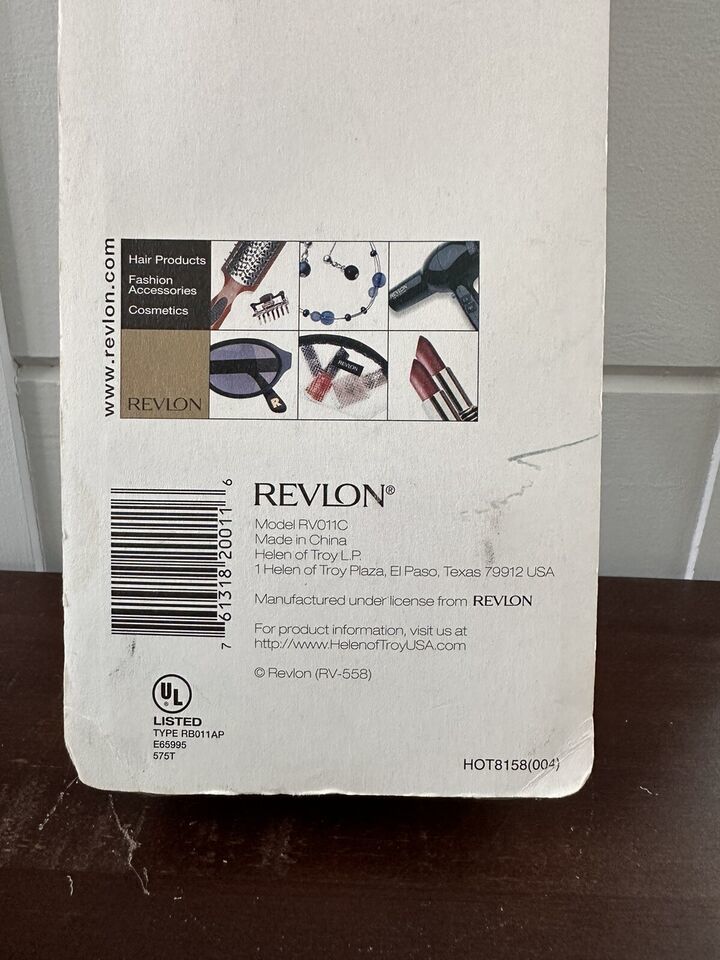 www.revlon.com
Hair Products
Fashion
Accessories
Cosmetics
REVLON
REVLON
REVLON
R
7 61318 20011 6
REVLON®
Model RV011C
Made in China
Helen of Troy L.P.
1 Helen of Troy Plaza, El Paso, Texas 79912 USA
Manufactured under license from REVLON
For product information, visit us at
http://www.HelenofTroyUSA.com
© Revlon (RV-558)
UL
®
LISTED
TYPE RB011AP
E65995
575T
HOT8158(004)